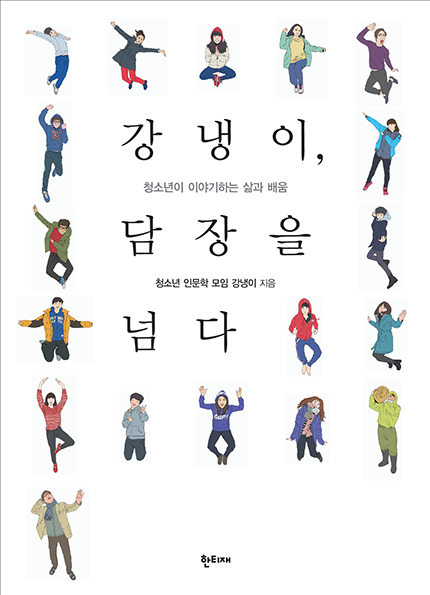 강냉이,
청소년이 이야기하는 삶과 배움
담장을
청소년 인문학 모임 강냉이 지음
넘다
한티재